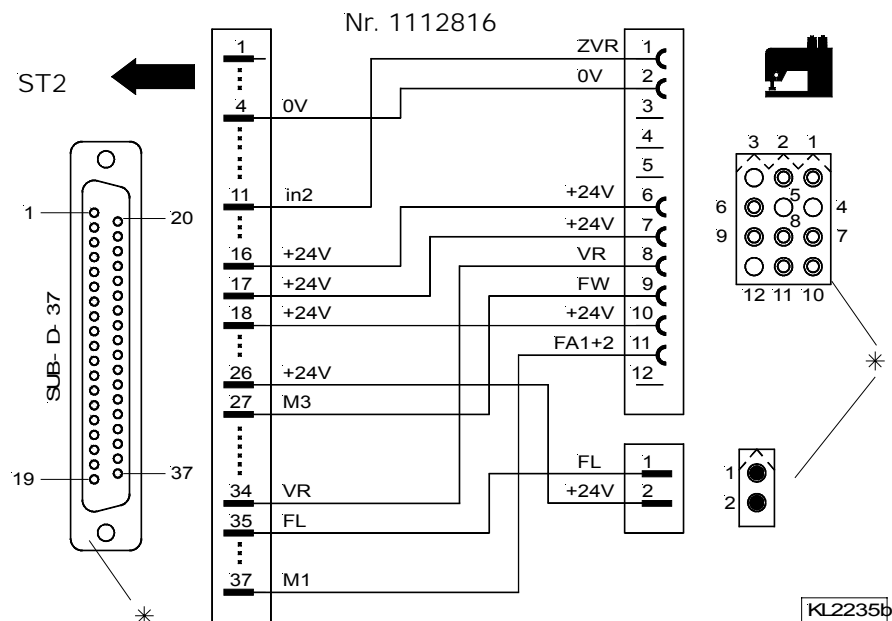 Nr. 1112816
ST2
SUB-D-37
1
20
19
37
1
4 0V
11 in2
16 +24V
17 +24V
18 +24V
26 +24V
27 M3
34 VR
35 FL
37 M1
ZVR 1
0V 2
3
4
5
+24V 6
+24V 7
VR 8
FW 9
+24V 10
FA1+2 11
12
FL 1
+24V 2
3 2 1
5
6 4
8
9 7
12 11 10
*
1
2
*
KL2235b